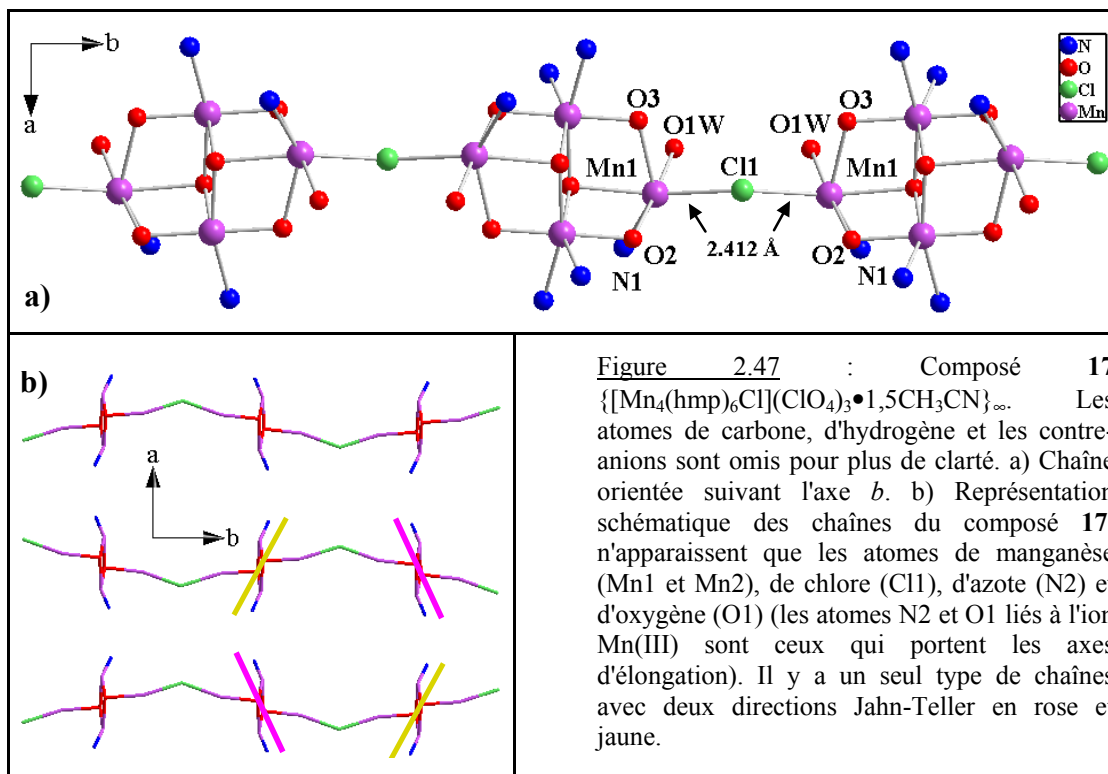 b
a
N
O
Cl
Mn
O3
O1W
Mn1
Cl1
O1W
O3
Mn1
2.412 Å
O2
N1
O2
N1
a)
b)
a
b
Figure 2.47 : Composé 17
{[Mn₄(hmp)₆Cl](ClO₄)₃•1,5CH₃CN}∞. Les
atomes de carbone, d'hydrogène et les contre-
anions sont omis pour plus de clarté. a) Chaîne
orientée suivant l'axe b. b) Représentation
schématique des chaînes du composé 17
n'apparaissent que les atomes de manganèse
(Mn1 et Mn2), de chlore (Cl1), d'azote (N2) e
d'oxygène (O1) (les atomes N2 et O1 liés à l'ion
Mn(III) sont ceux qui portent les axes
d'élongation). Il y a un seul type de chaînes
avec deux directions Jahn-Teller en rose e
jaune.